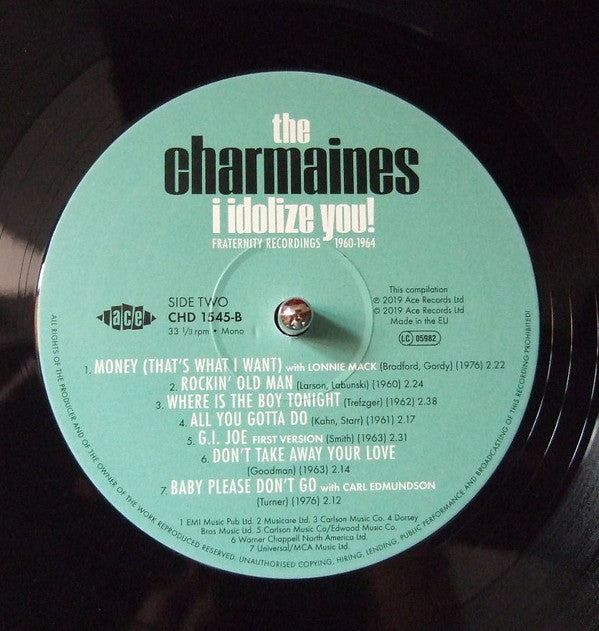 the
charmaines
i idolize you!
FRATERNITY RECORDINGS 1960-1964
ace
SIDE TWO
CHD 1545-B
33 1/3 rpm • Mono
This compilation
℗ 2019 Ace Records Ltd
© 2019 Ace Records Ltd
Made in the EU
LC 05982
1. MONEY (THAT'S WHAT I WANT) with LONNIE MACK (Bradford, Gordy) (1976) 2.22
2. ROCKIN' OLD MAN (Larson, Labunski) (1960) 2.24
3. WHERE IS THE BOY TONIGHT (Trefzger) (1962) 2.38
4. ALL YOU GOTTA DO (Kahn, Starr) (1961) 2.17
5. G.I. JOE FIRST VERSION (Smith) (1963) 2.31
6. DON'T TAKE AWAY YOUR LOVE
(Goodman) (1963) 2.14
7. BABY PLEASE DON'T GO with CARL EDMUNDSON
(Turner) (1976) 2.12
1 EMI Music Pub Ltd. 2 Musicare Ltd. 3 Carlson Music Co. 4 Dorsey
Bros Music Ltd. 5 Carlson Music Co/Edwood Music Co.
6 Warner Chappell North America Ltd.
7 Universal/MCA Music Ltd.
ALL RIGHTS OF THE PRODUCER AND OF THE OWNER OF THE WORK REPRODUCED RESERVED. UNAUTHORISED COPYING, HIRING, LENDING, PUBLIC PERFORMANCE AND BROADCASTING OF THIS RECORDING PROHIBITED!